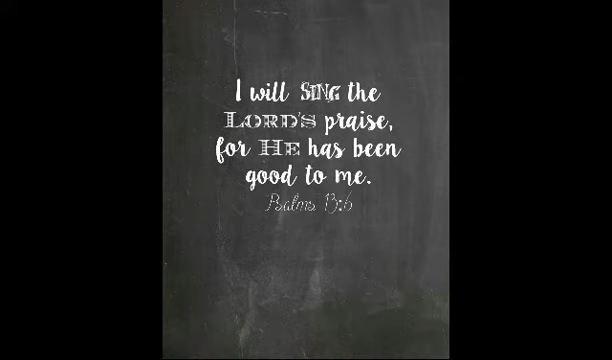 I will SING the
LORD'S praise,
for HE has been
good to me.
Psalms 13:6